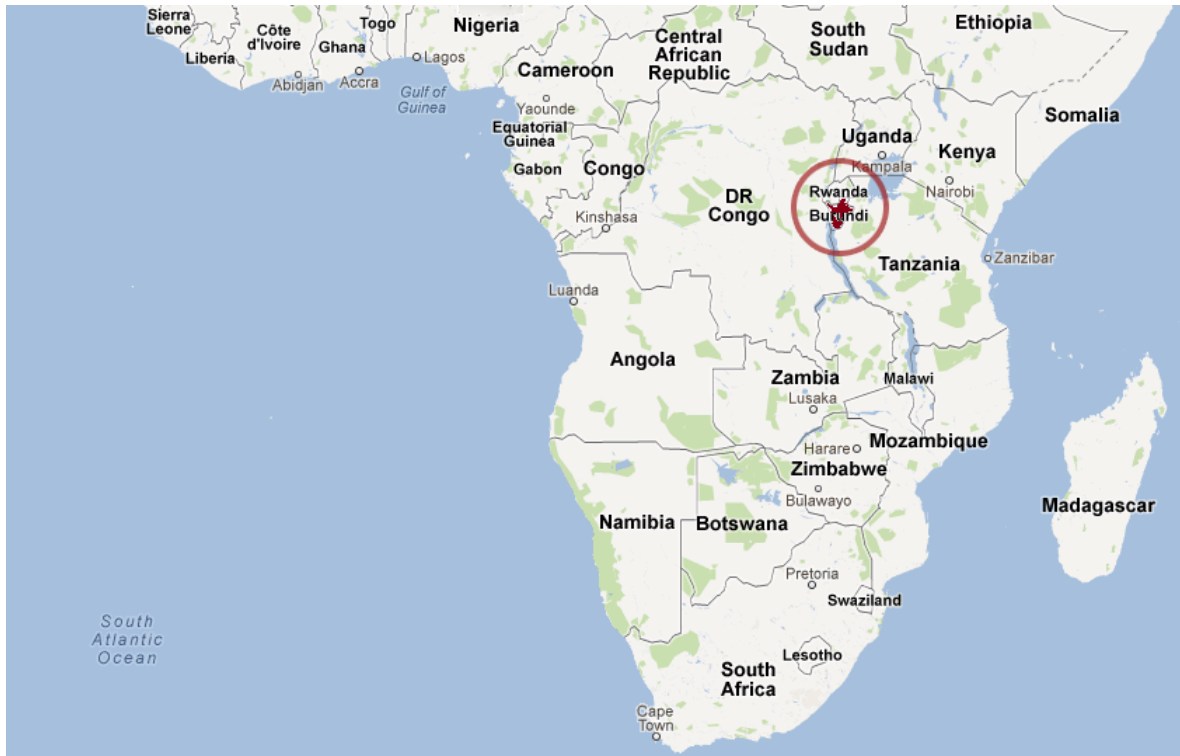 Sierra
Leone
Liberia
Côte
d'Ivoire
Abidjan
Ghana
Accra
Togo
Nigeria
Lagos
Gulf of
Guinea
Cameroon
Yaounde
Equatorial
Guinea
Gabon
Congo
Central
African
Republic
South
Sudan
Ethiopia
Somalia
Uganda
Kampala
Kenya
Nairobi
DR
Congo
Kinshasa
Rwanda
Burundi
Tanzania
Zanzibar
Luanda
Angola
Zambia
Lusaka
Malawi
Mozambique
Harare
Zimbabwe
Bulawayo
Madagascar
Namibia
Botswana
Pretoria
Swaziland
Lesotho
South
Africa
Cape
Town
South
Atlantic
Ocean